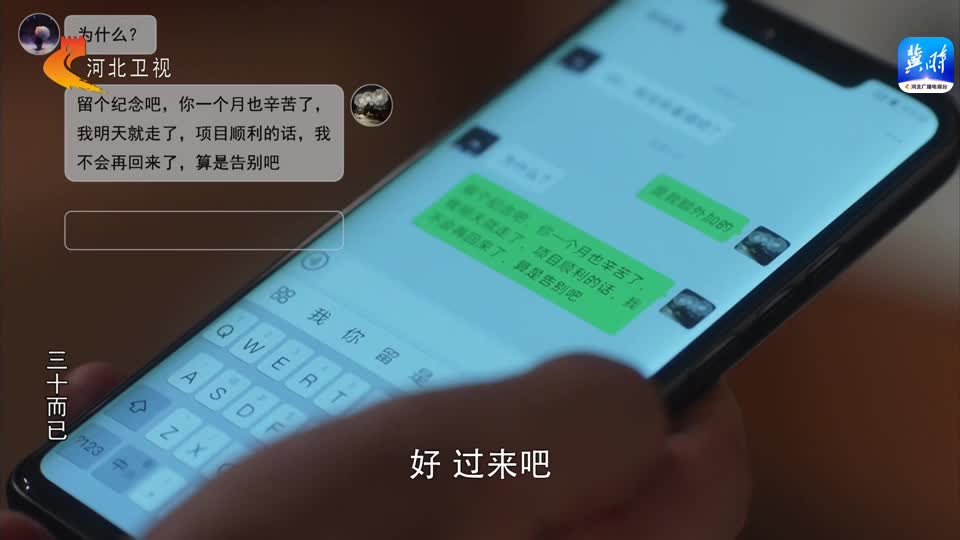 为什么？
河北卫视
冀时
河北广播电视台
留个纪念吧，你一个月也辛苦了，
我明天就走了，项目顺利的话，我
不会再回来了，算是告别吧
为什么？
是我额外加的
留个纪念吧，你一个月也辛苦了，
我明天就走了，项目顺利的话，我
不会再回来了，算是告别吧
我 你 留 是
Q W E R T
A S D F
Z X
?123 中
三十而已
好 过来吧